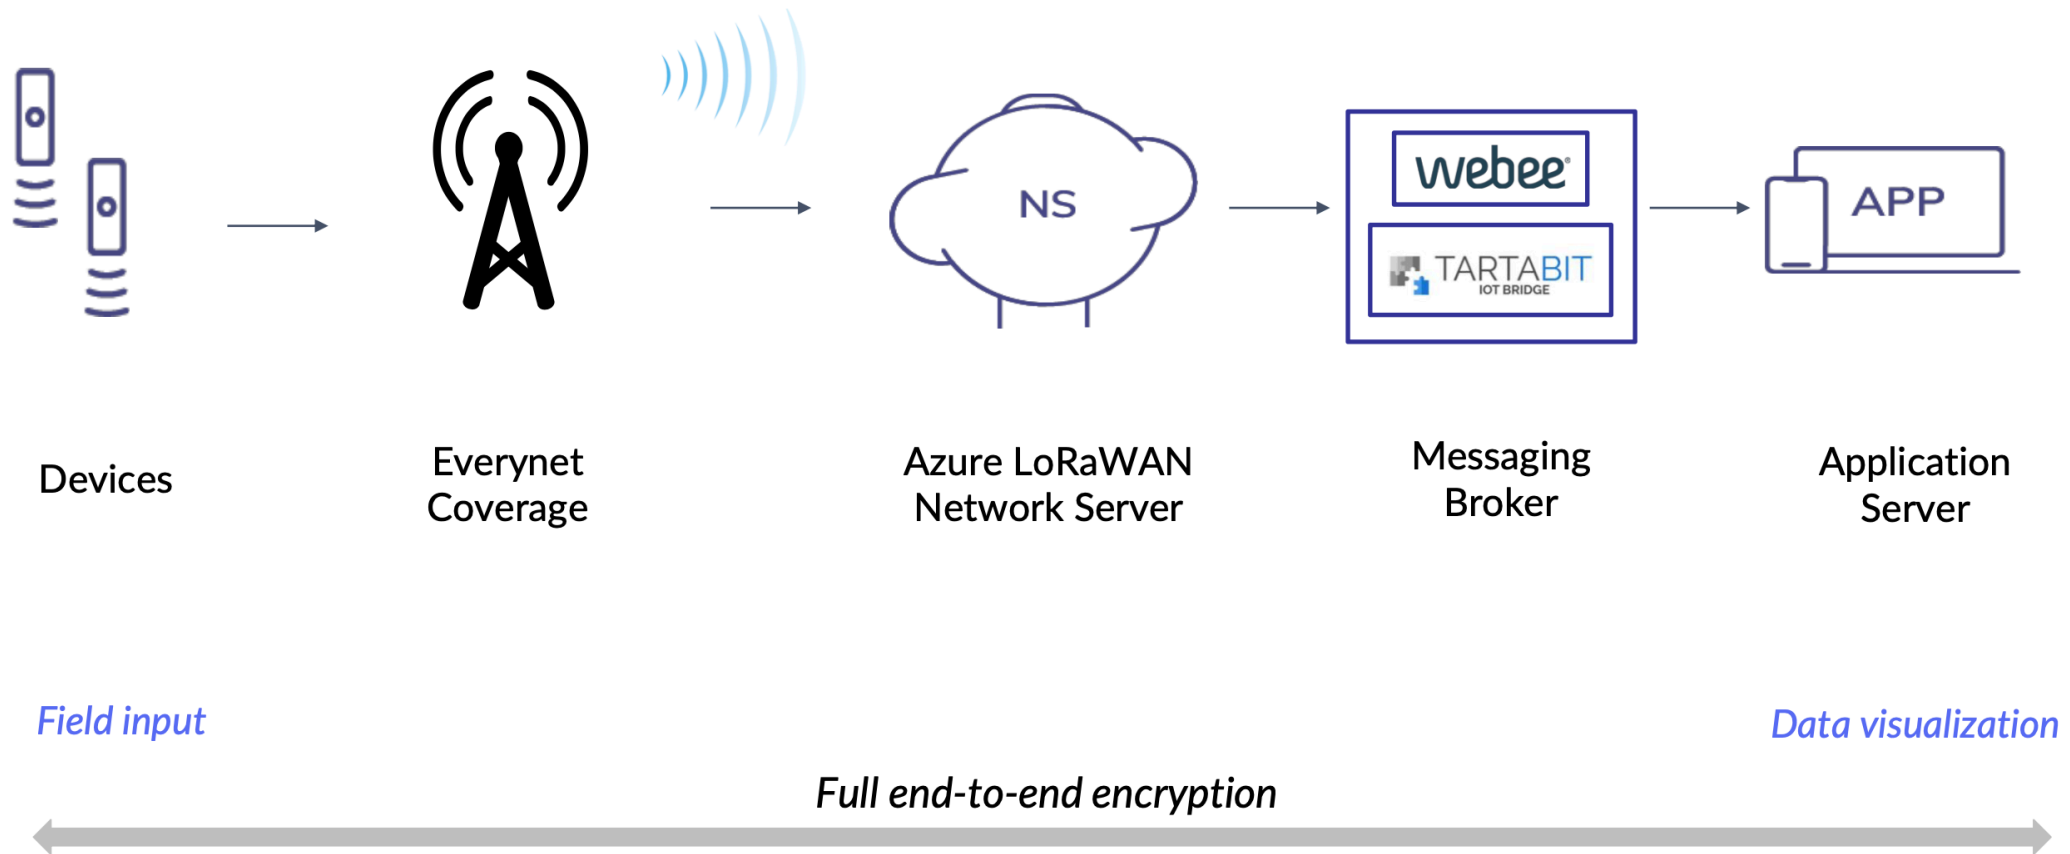 NS
webee
TARTABIT
IOT BRIDGE
APP
Devices
Everynet
Coverage
Azure LoRaWAN
Network Server
Messaging
Broker
Application
Server
Field input
Data visualization
Full end-to-end encryption